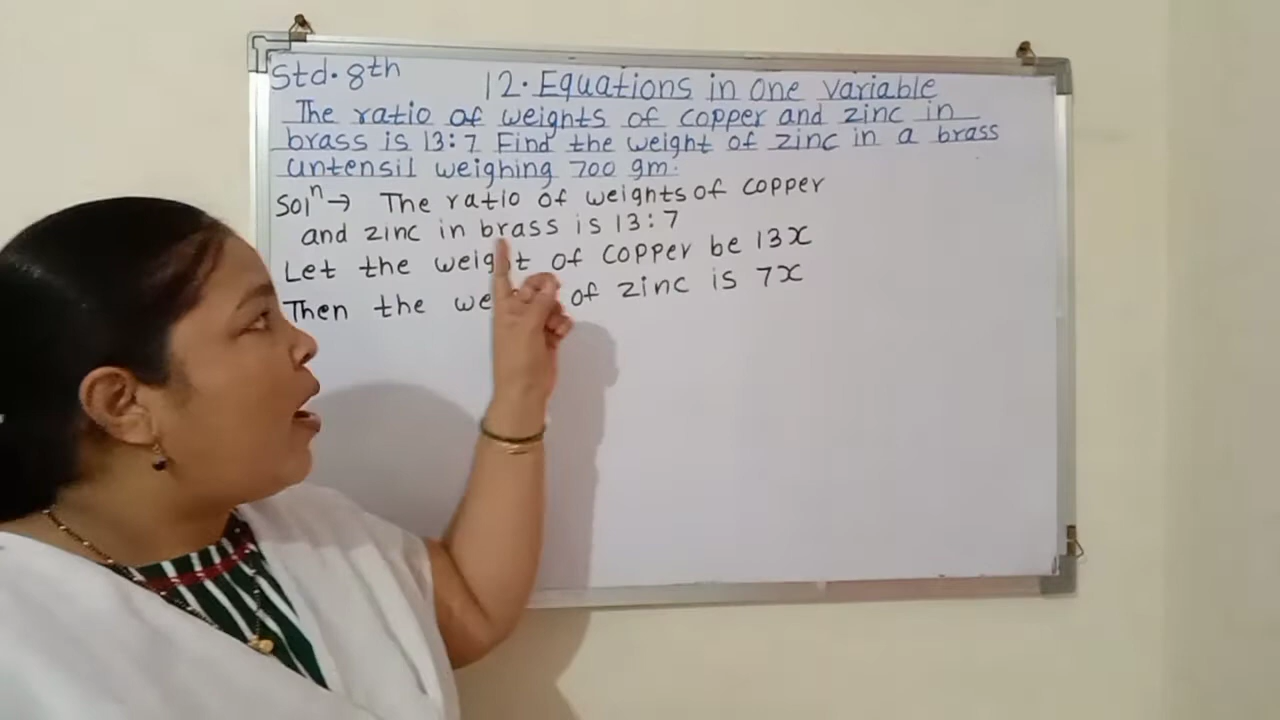 Std. 8th
12. Equations in one variable
The ratio of weights of copper and zinc in
brass is 13:7 Find the weight of zinc in a brass
untensil weighing 700 gm.
Solⁿ → The ratio of weights of copper
and zinc in brass is 13:7
Let the weight of copper be 13x
Then the of zinc is 7x